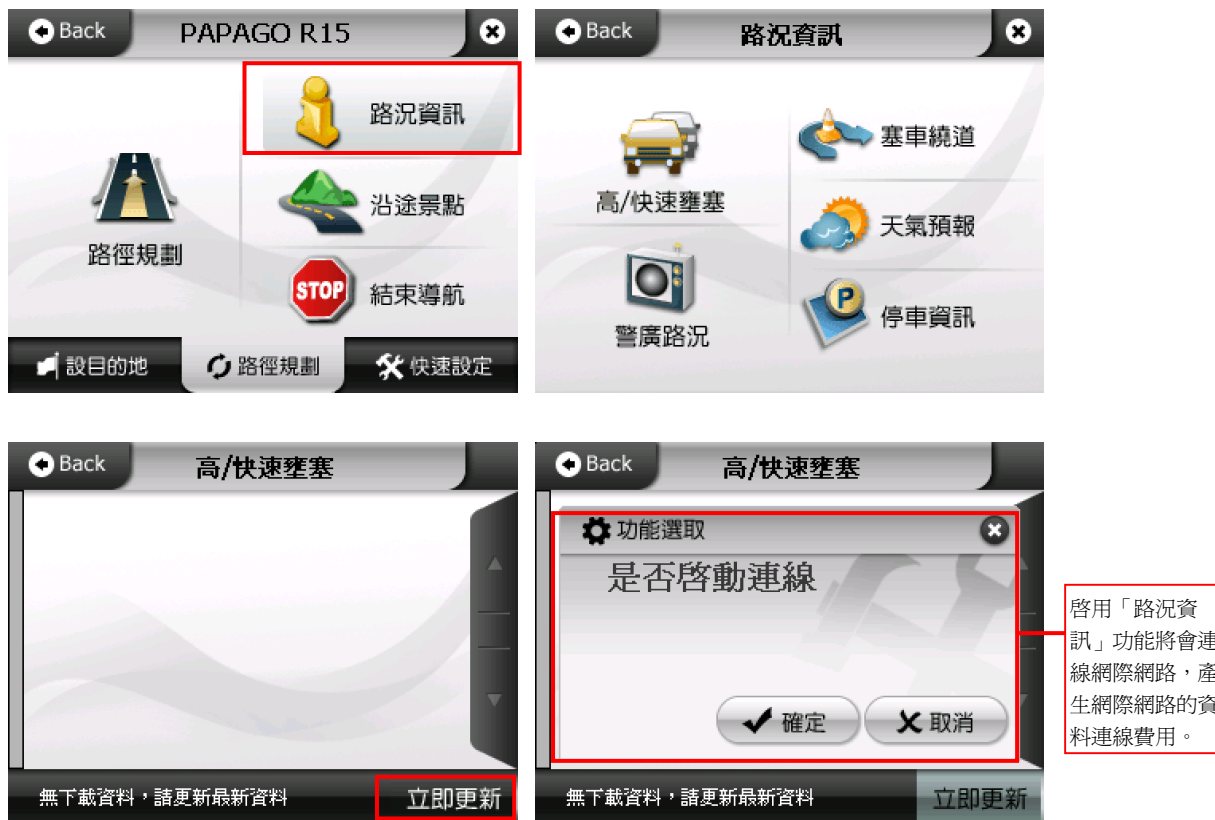 Back
PAPAGO R15
路況資訊
路徑規劃
沿途景點
STOP
結束導航
設目的地
路徑規劃
快速設定
Back
路況資訊
高/快速壅塞
警廣路況
塞車繞道
天氣預報
P
停車資訊
Back
高/快速壅塞
無下載資料，請更新最新資料
立即更新
Back
高/快速壅塞
功能選取
是否啓動連線
確定
取消
無下載資料，請更新最新資料
立即更新
啓用「路況資
訊」功能將會連
線網際網路，產
生網際網路的資
料連線費用。